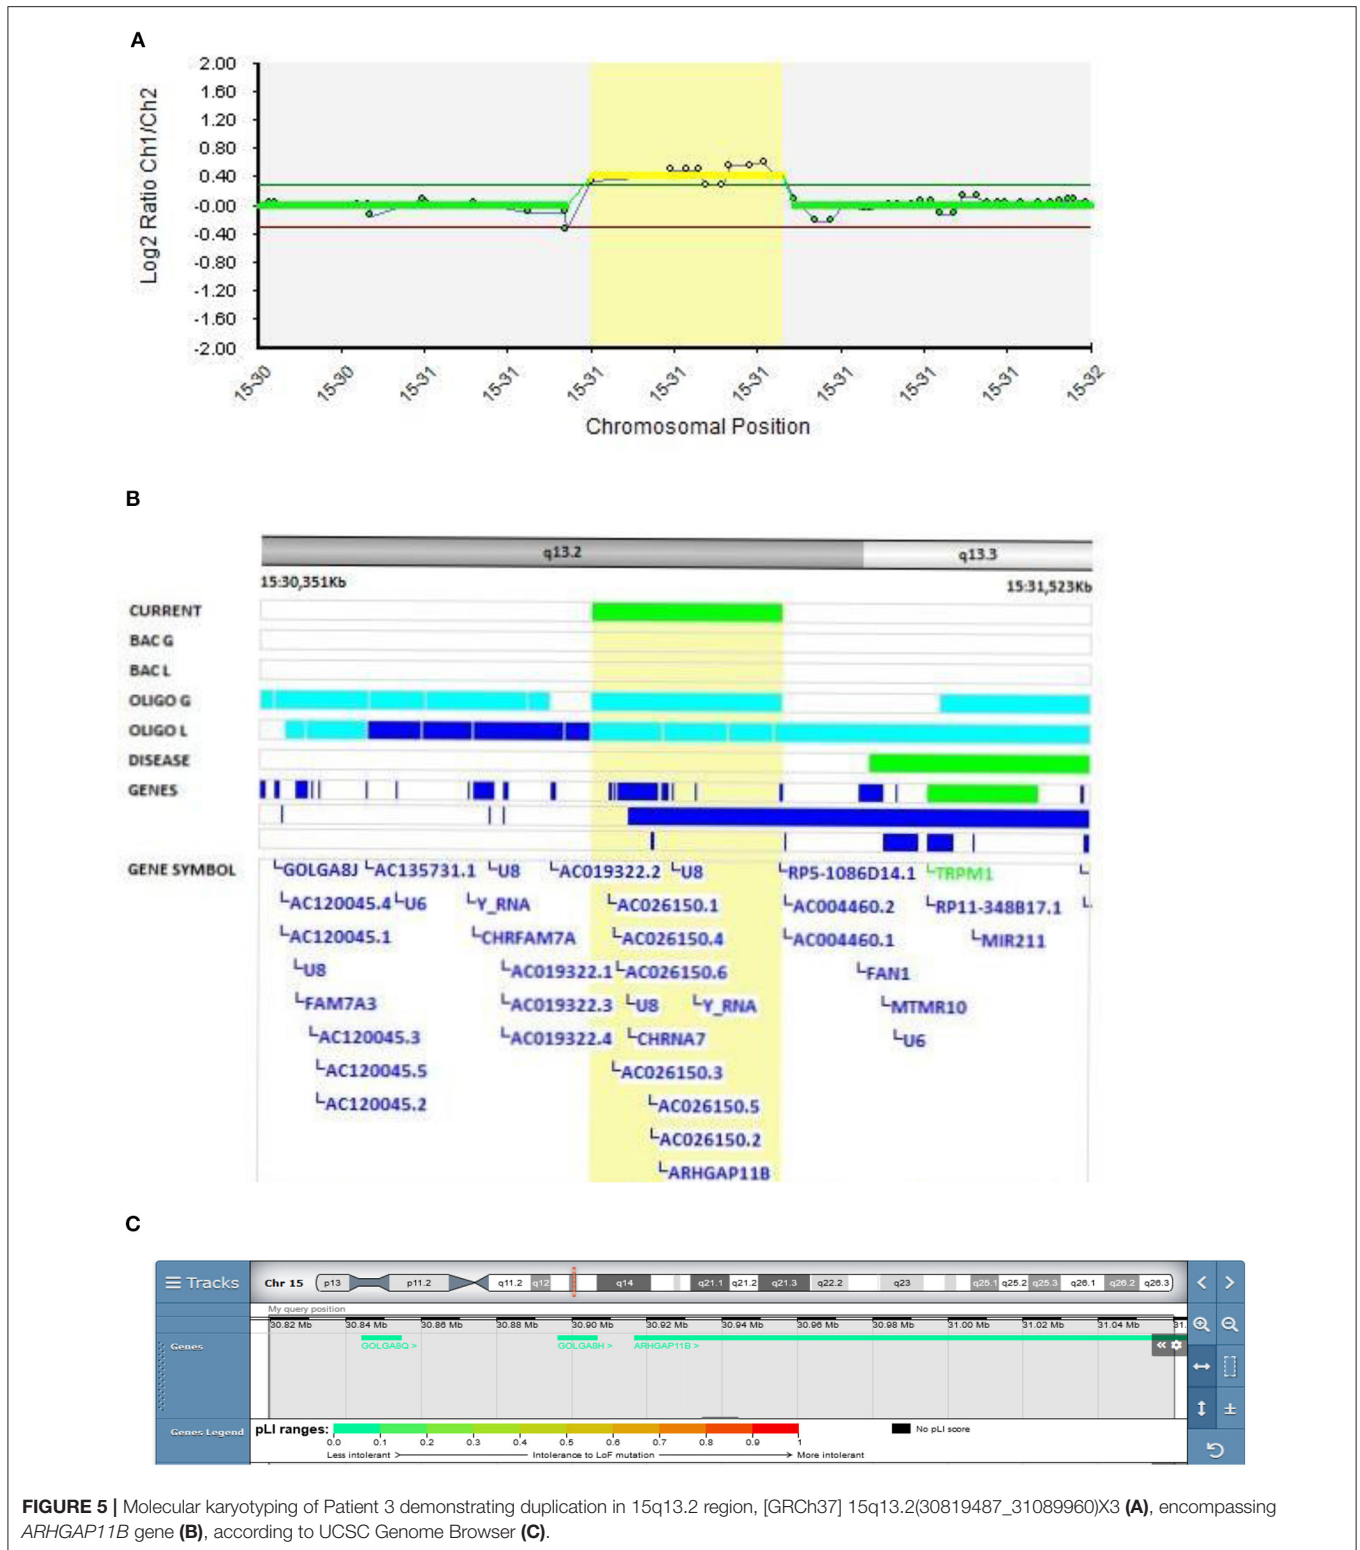 A
2.00
1.60
1.20
0.80
0.40
-0.00
-0.40
-0.80
-1.20
-1.60
-2.00
Log2 Ratio Ch1/Ch2
15-30 15-30 15-31 15-31 15-31 15-31 15-31 15-31 15-31 15-31 15-32
Chromosomal Position
B
q13.2 q13.3
15:30,351Kb 15:31,523Kb
CURRENT
BAC G
BAC L
OLIGO G
OLIGO L
DISEASE
GENES
GENE SYMBOL GOLGA8J AC135731.1 U8 AC019322.2 U8 RP5-1086D14.1 TRPM1
AC120045.4 U6 Y_RNA AC026150.1 AC004460.2 RP11-348B17.1
AC120045.1 CHRFAM7A AC026150.4 AC004460.1 MIR211
U8 AC019322.1 AC026150.6 FAN1
FAM7A3 AC019322.3 U8 Y_RNA MTMR10
AC120045.3 AC019322.4 CHRNA7 U6
AC120045.5 AC026150.3
AC120045.2 AC026150.5
AC026150.2
ARHGAP11B
C
Tracks Chr 15 p13 p11.2 q11.2 q12 q14 q21.1 q21.2 q21.3 q22.2 q23 q25.1 q25.2 q25.3 q26.1 q26.2 q26.3
My query position
30.82 Mb 30.84 Mb 30.86 Mb 30.88 Mb 30.90 Mb 30.92 Mb 30.94 Mb 30.96 Mb 30.98 Mb 31.00 Mb 31.02 Mb 31.04 Mb 31.
Genes GOLGA8Q > GOLGA8H > ARHGAP11B >
Genes Legend pLI ranges: No pLI score
0.0 0.1 0.2 0.3 0.4 0.5 0.6 0.7 0.8 0.9 1
Less intolerant Intolerance to LoF mutation More intolerant
FIGURE 5 | Molecular karyotyping of Patient 3 demonstrating duplication in 15q13.2 region, [GRCh37] 15q13.2(30819487_31089960)X3 (A), encompassing
ARHGAP11B gene (B), according to UCSC Genome Browser (C).